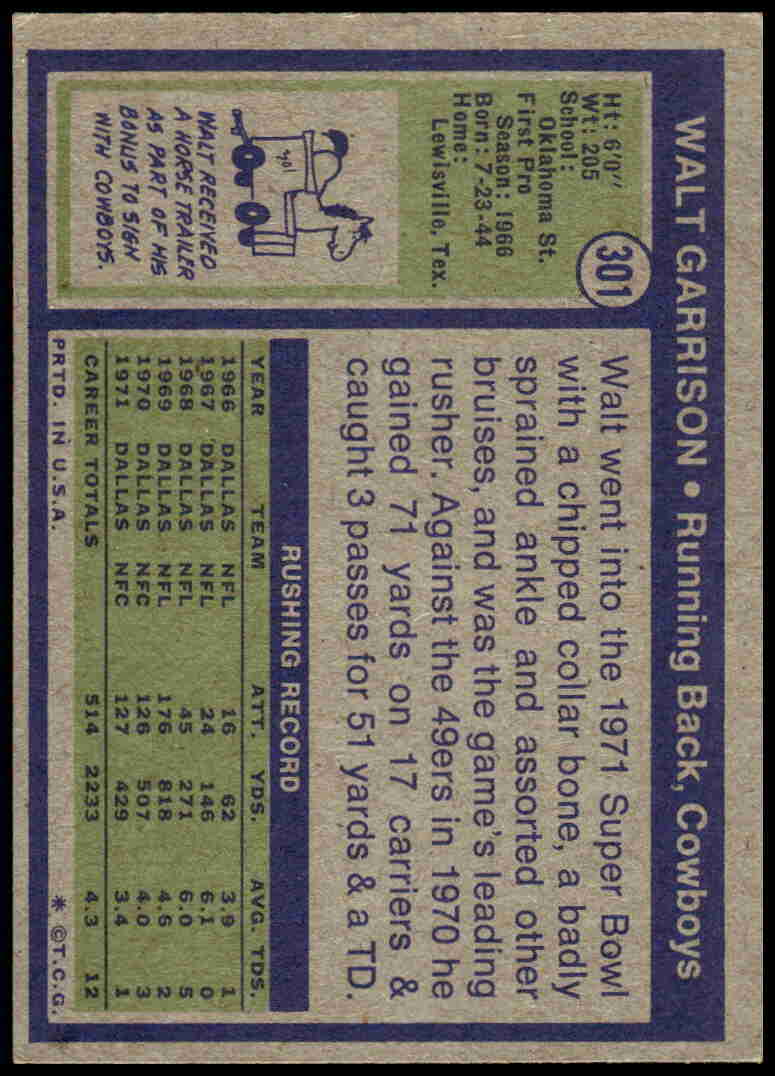 WALT GARRISON • Running Back, Cowboys
Ht: 6'0"
Wt: 205
School:
Oklahoma St.
First Pro
Season: 1966
Born: 7-23-44
Home:
Lewisville, Tex.
301
yo!
WALT RECEIVED
A HORSE TRAILER
AS PART OF HIS
BONUS TO SIGN
WITH COWBOYS.
Walt went into the 1971 Super Bowl
with a chipped collar bone, a badly
sprained ankle and assorted other
bruises, and was the game's leading
rusher. Against the 49ers in 1970 he
gained 71 yards on 17 carriers &
caught 3 passes for 51 yards & a TD.
RUSHING RECORD
YEAR TEAM ATT. YDS. AVG. TDS.
1966 DALLAS NFL 16 62 3.9 1
1967 DALLAS NFL 24 146 6.1 0
1968 DALLAS NFL 45 271 6.0 5
1969 DALLAS NFL 176 818 4.6 2
1970 DALLAS NFC 126 507 4.0 3
1971 DALLAS NFC 127 429 3.4 1
CAREER TOTALS 514 2233 4.3 12
PRTD. IN U.S.A. * ©T.C.G.